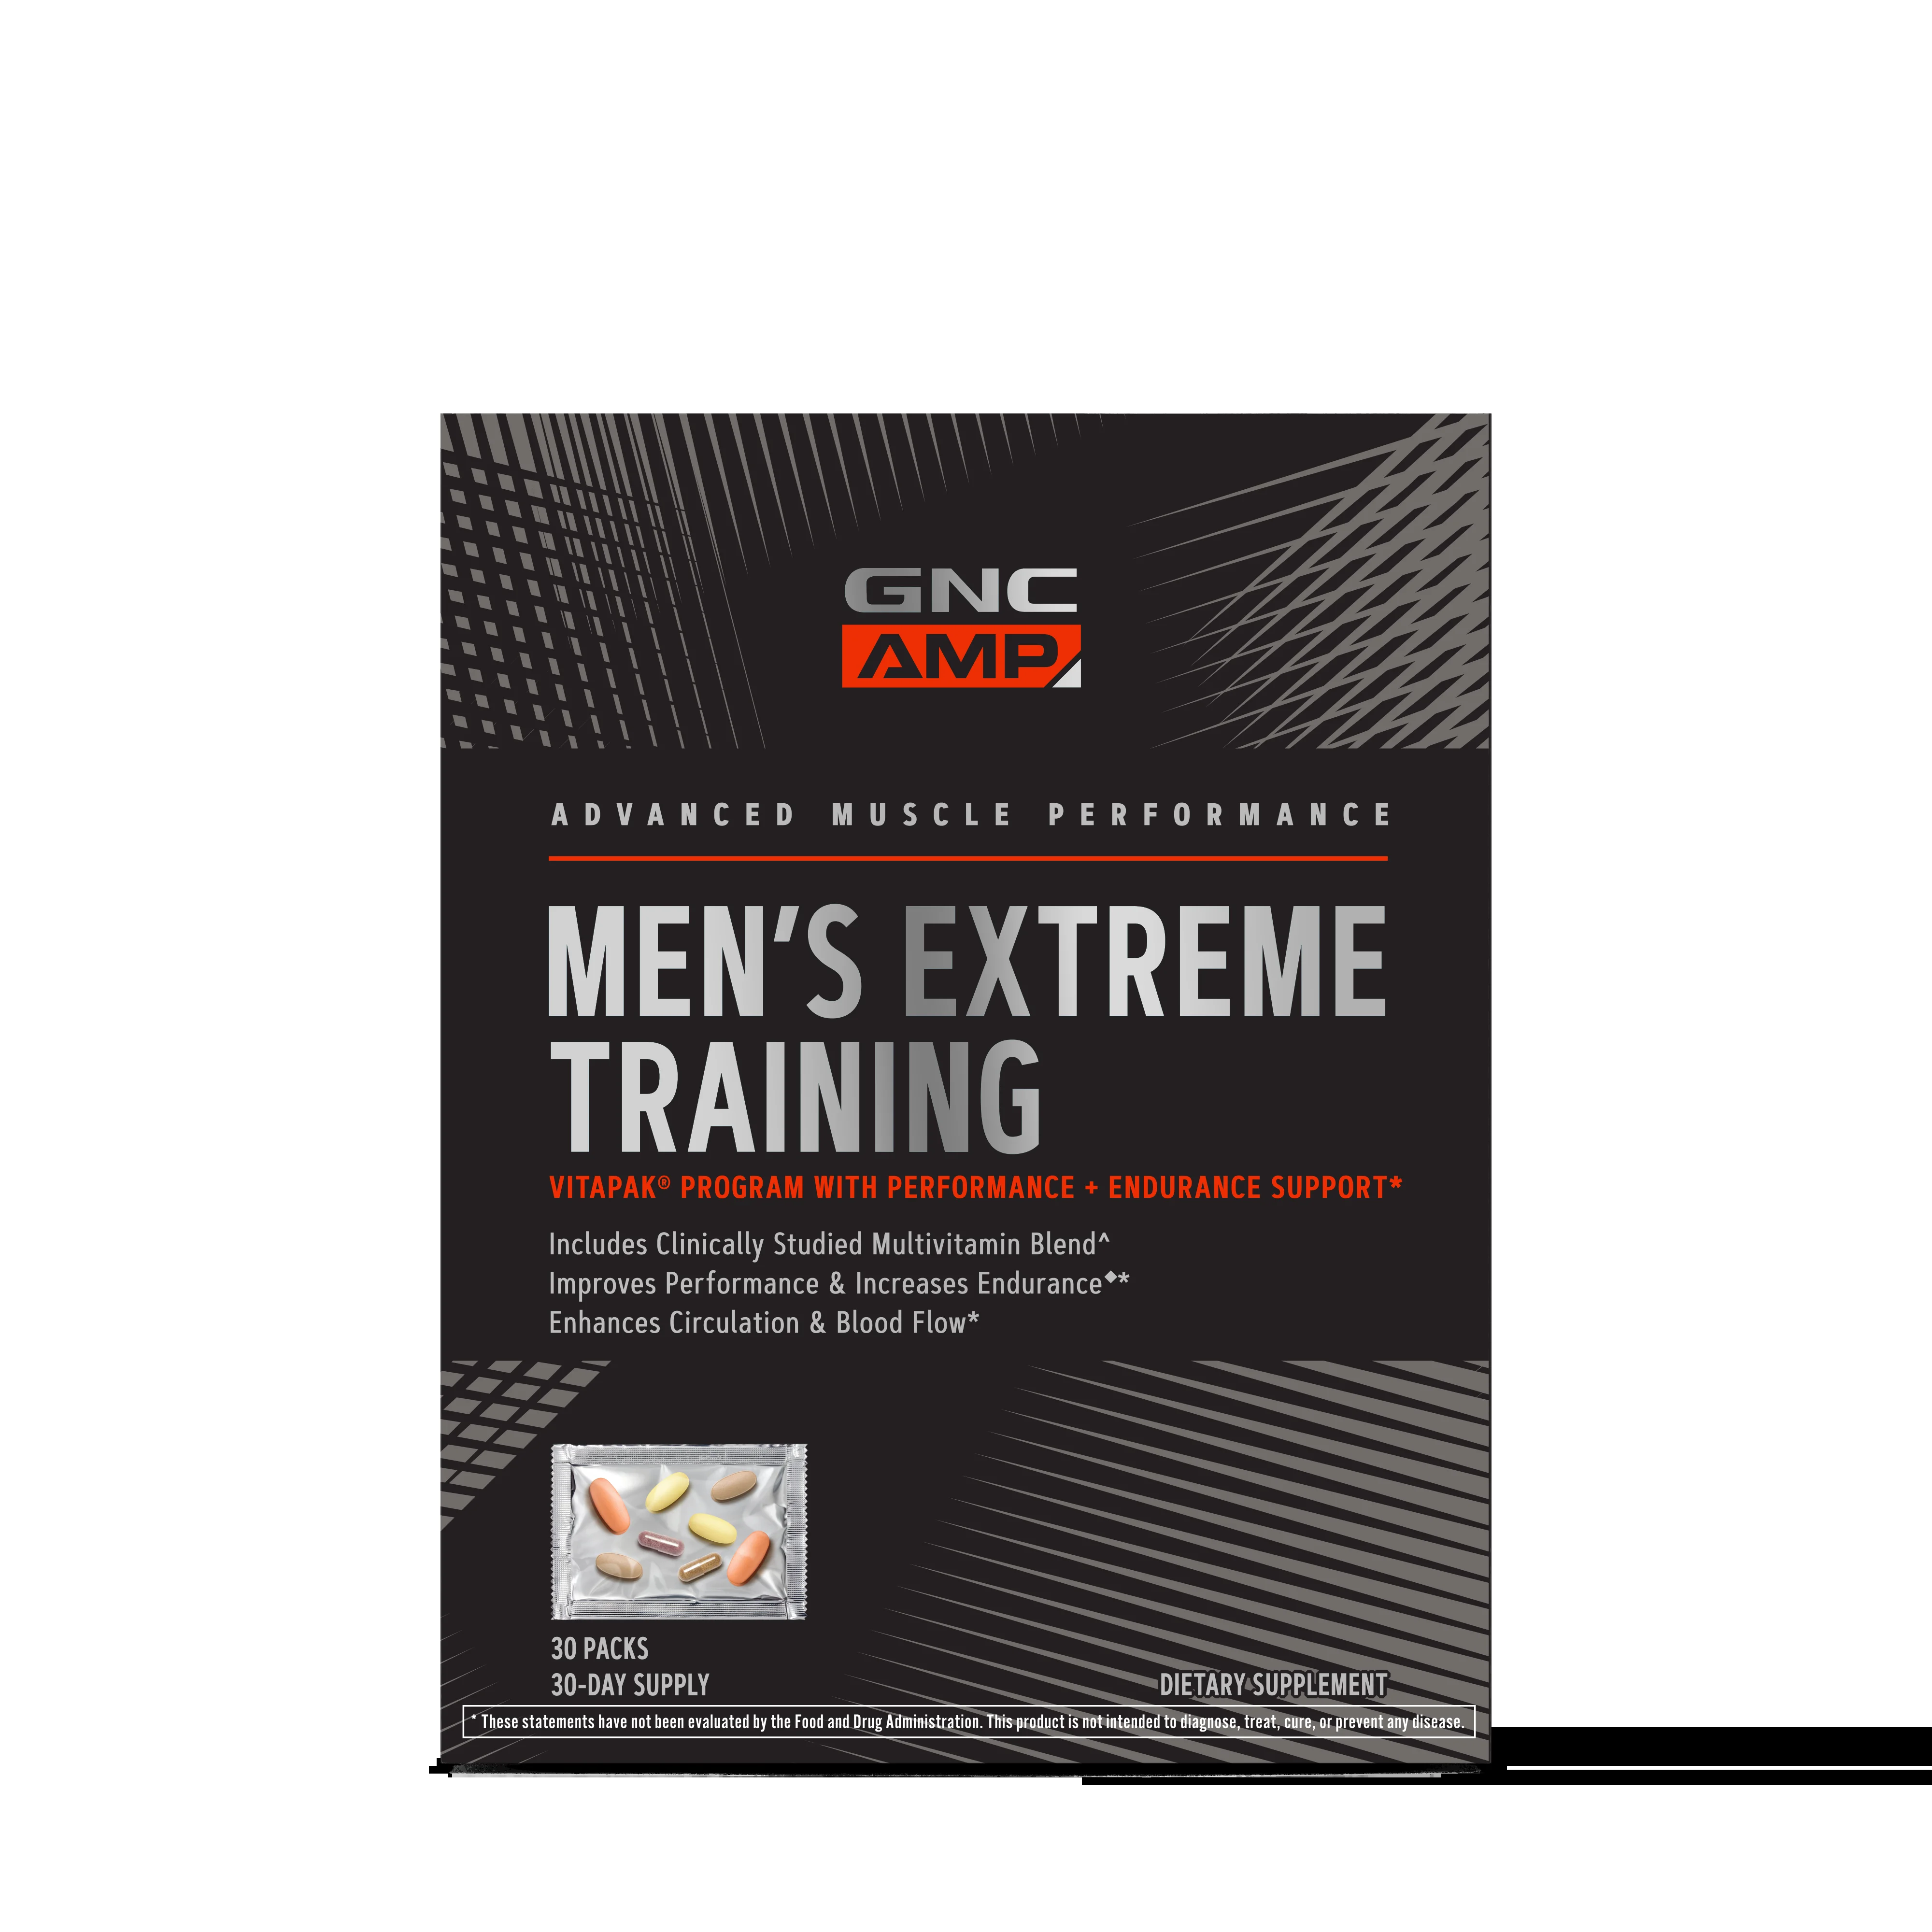 GNC
AMP
ADVANCED MUSCLE PERFORMANCE
MEN'S EXTREME
TRAINING
VITAPAK® PROGRAM WITH PERFORMANCE + ENDURANCE SUPPORT*
Includes Clinically Studied Multivitamin Blend^
Improves Performance & Increases Endurance◆*
Enhances Circulation & Blood Flow*
30 PACKS
30-DAY SUPPLY
DIETARY SUPPLEMENT
* These statements have not been evaluated by the Food and Drug Administration. This product is not intended to diagnose, treat, cure, or prevent any disease.